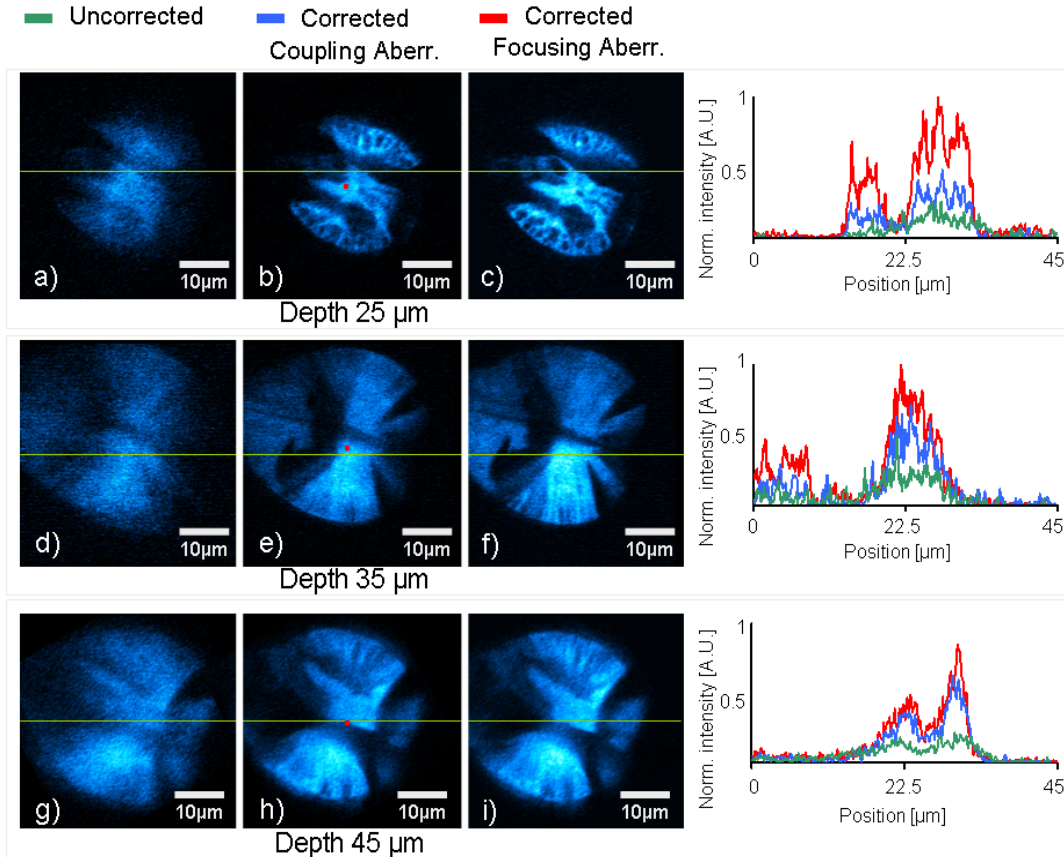 Uncorrected
Corrected
Coupling Aberr.
Corrected
Focusing Aberr.
a)
10µm
b)
10µm
c)
10µm
Depth 25 µm
Norm. intensity [A.U.]
1
0.5
0
22.5
45
Position [µm]
d)
10µm
e)
10µm
f)
10µm
Depth 35 µm
Norm. intensity [A.U.]
1
0.5
0
22.5
45
Position [µm]
g)
10µm
h)
10µm
i)
10µm
Depth 45 µm
Norm. intensity [A.U.]
1
0.5
0
22.5
45
Position [µm]